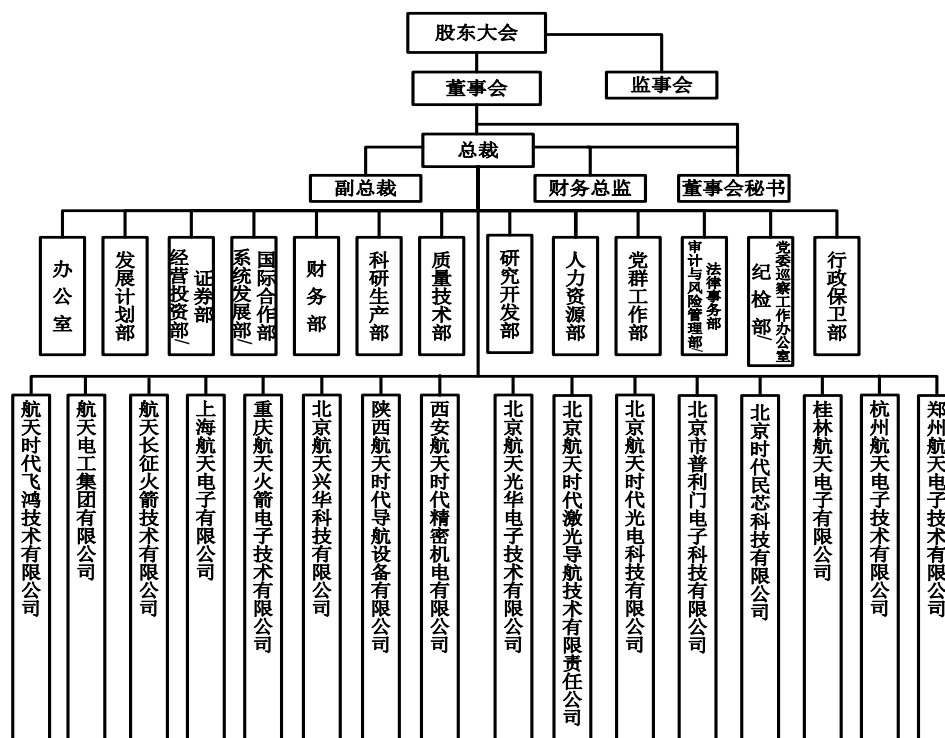 股东大会
董事会
监事会
总裁
副总裁
财务总监
董事会秘书
办公室
发展计划部
经营投资部/
证券部
系统发展部/
国际合作部
财务部
科研生产部
质量技术部
研究开发部
人力资源部
党群工作部
审计与风险管理部/
法律事务部
纪检部/
党委巡察工作办公室
行政保卫部
航天时代飞鸿技术有限公司
航天电工集团有限公司
航天长征火箭技术有限公司
上海航天电子有限公司
重庆航天火箭电子技术有限公司
北京航天兴华科技有限公司
陕西航天时代导航设备有限公司
西安航天时代精密机电有限公司
北京航天光华电子技术有限公司
北京航天时代激光导航技术有限责任公司
北京航天时代光电科技有限公司
北京市普利门电子科技有限公司
北京时代民芯科技有限公司
桂林航天电子有限公司
杭州航天电子技术有限公司
郑州航天电子技术有限公司